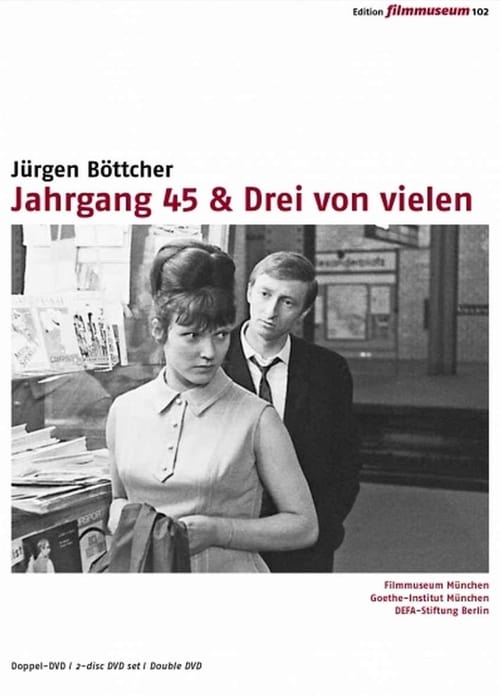 Edition filmmuseum 102
Jürgen Böttcher
Jahrgang 45 & Drei von vielen
lexanderplatz
Filmmuseum München
Goethe-Institut München
DEFA-Stiftung Berlin
Doppel-DVD / 2-disc DVD set / Double DVD